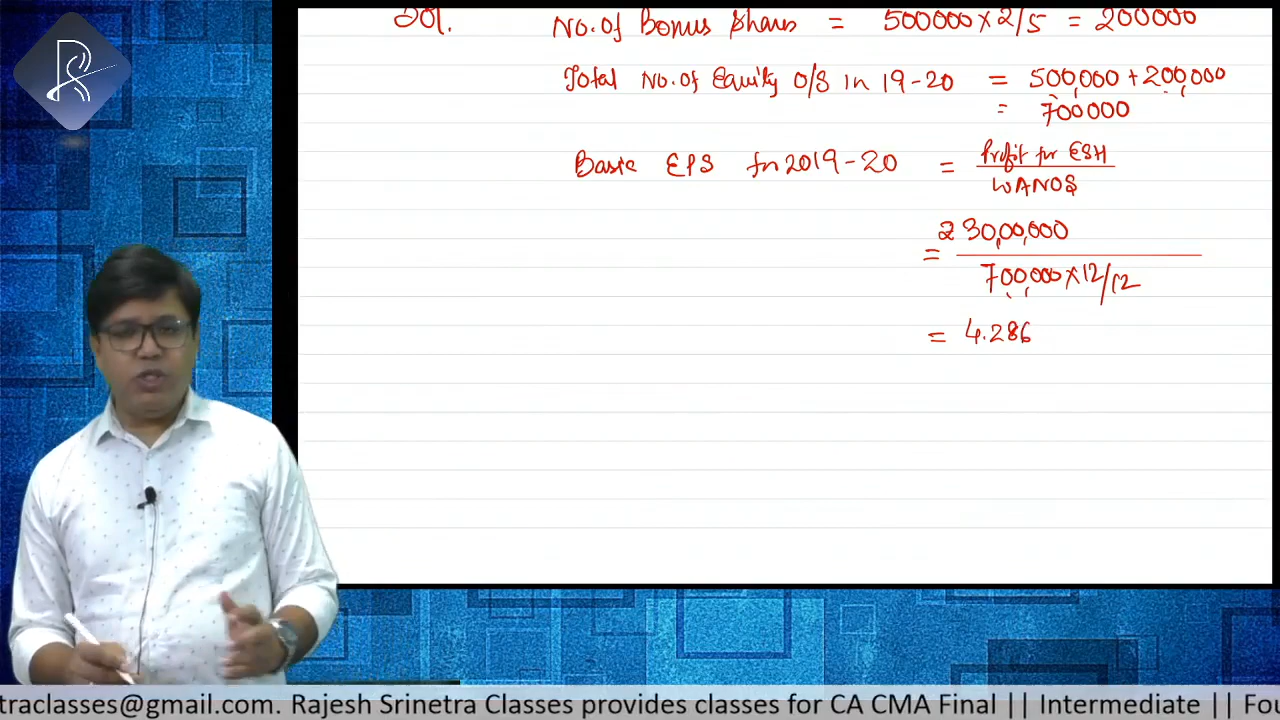 Sol. No. of Bonus Shares = 500000 x 2/5 = 200000
Total No. of Equity O/S in 19-20 = 500,000 + 200,000
= 700000
Basic EPS for 2019-20 = Profit for ESH
WANOS
= ₹ 30,00,000
700,000 x 12/12
= 4.286
traclasses@gmail.com. Rajesh Srinetra Classes provides classes for CA CMA Final || Intermediate || Fou